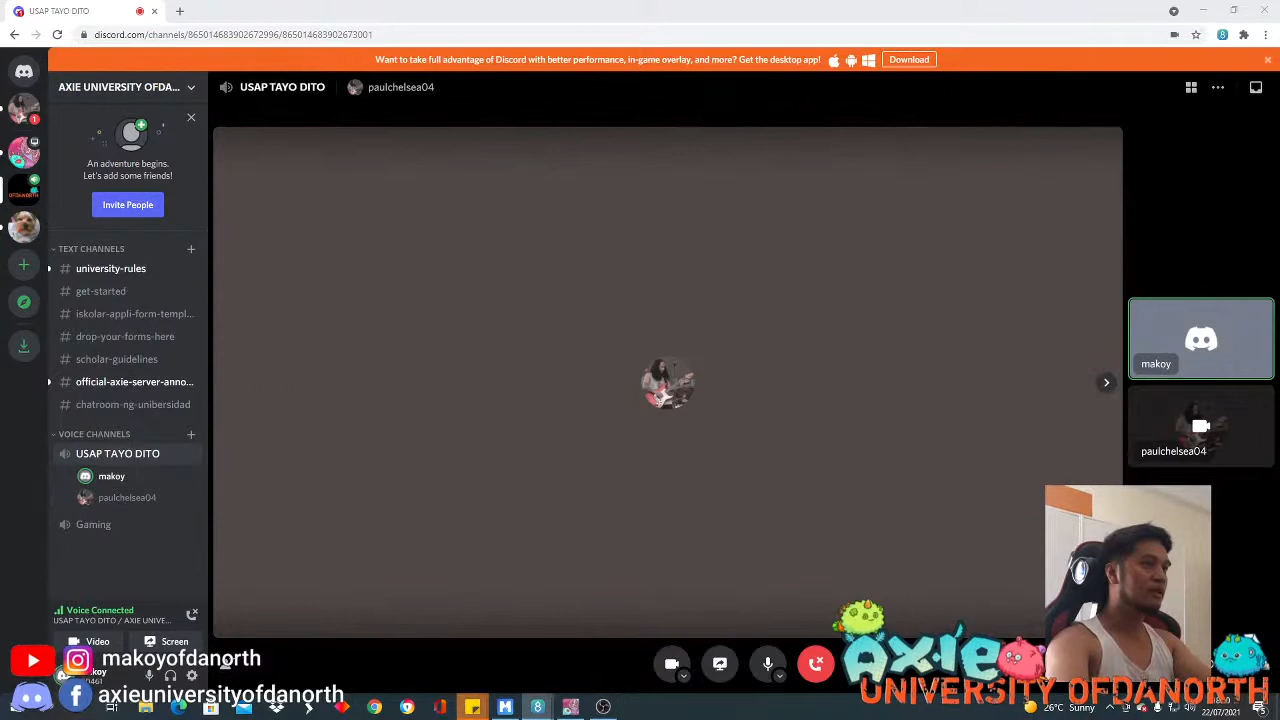 USAP TAYO DITO
discord.com/channels/865014683902672996/865014683902673001
Want to take full advantage of Discord with better performance, in-game overlay, and more? Get the desktop app!
Download
AXIE UNIVERSITY OFDA...
USAP TAYO DITO
paulchelsea04
1
An adventure begins.
Let's add some friends!
Invite People
OFDANORTH
TEXT CHANNELS
university-rules
get-started
iskolar-appli-form-templ...
drop-your-forms-here
scholar-guidelines
official-axie-server-anno...
chatroom-ng-unibersidad
VOICE CHANNELS
USAP TAYO DITO
makoy
paulchelsea04
Gaming
makoy
paulchelsea04
Voice Connected
USAP TAYO DITO / AXIE UNIVE...
Video
Screen
makoyofdanorth
axieuniversityofdanorth
Axie
UNIVERSITY OFDANORTH
26°C Sunny
22/07/2021